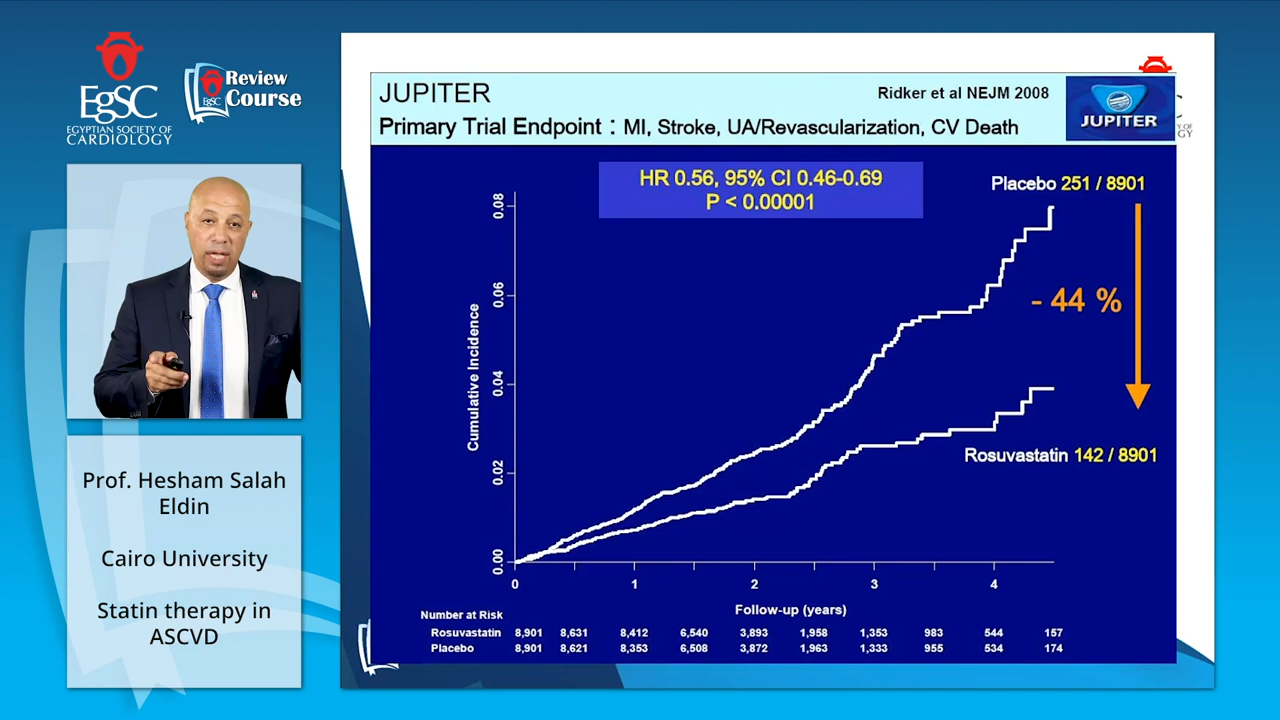 EgSC
EGYPTIAN SOCIETY OF
CARDIOLOGY
EgSC
Review
Course
Prof. Hesham Salah
Eldin
Cairo University
Statin therapy in
ASCVD
JUPITER
Ridker et al NEJM 2008
Primary Trial Endpoint : MI, Stroke, UA/Revascularization, CV Death
JUPITER
Y OF
GY
HR 0.56, 95% CI 0.46-0.69
P < 0.00001
Placebo 251 / 8901
- 44 %
Rosuvastatin 142 / 8901
Cumulative Incidence
0.08
0.06
0.04
0.02
0.00
0 1 2 3 4
Follow-up (years)
Number at Risk
Rosuvastatin 8,901 8,631 8,412 6,540 3,893 1,958 1,353 983 544 157
Placebo 8,901 8,621 8,353 6,508 3,872 1,963 1,333 955 534 174